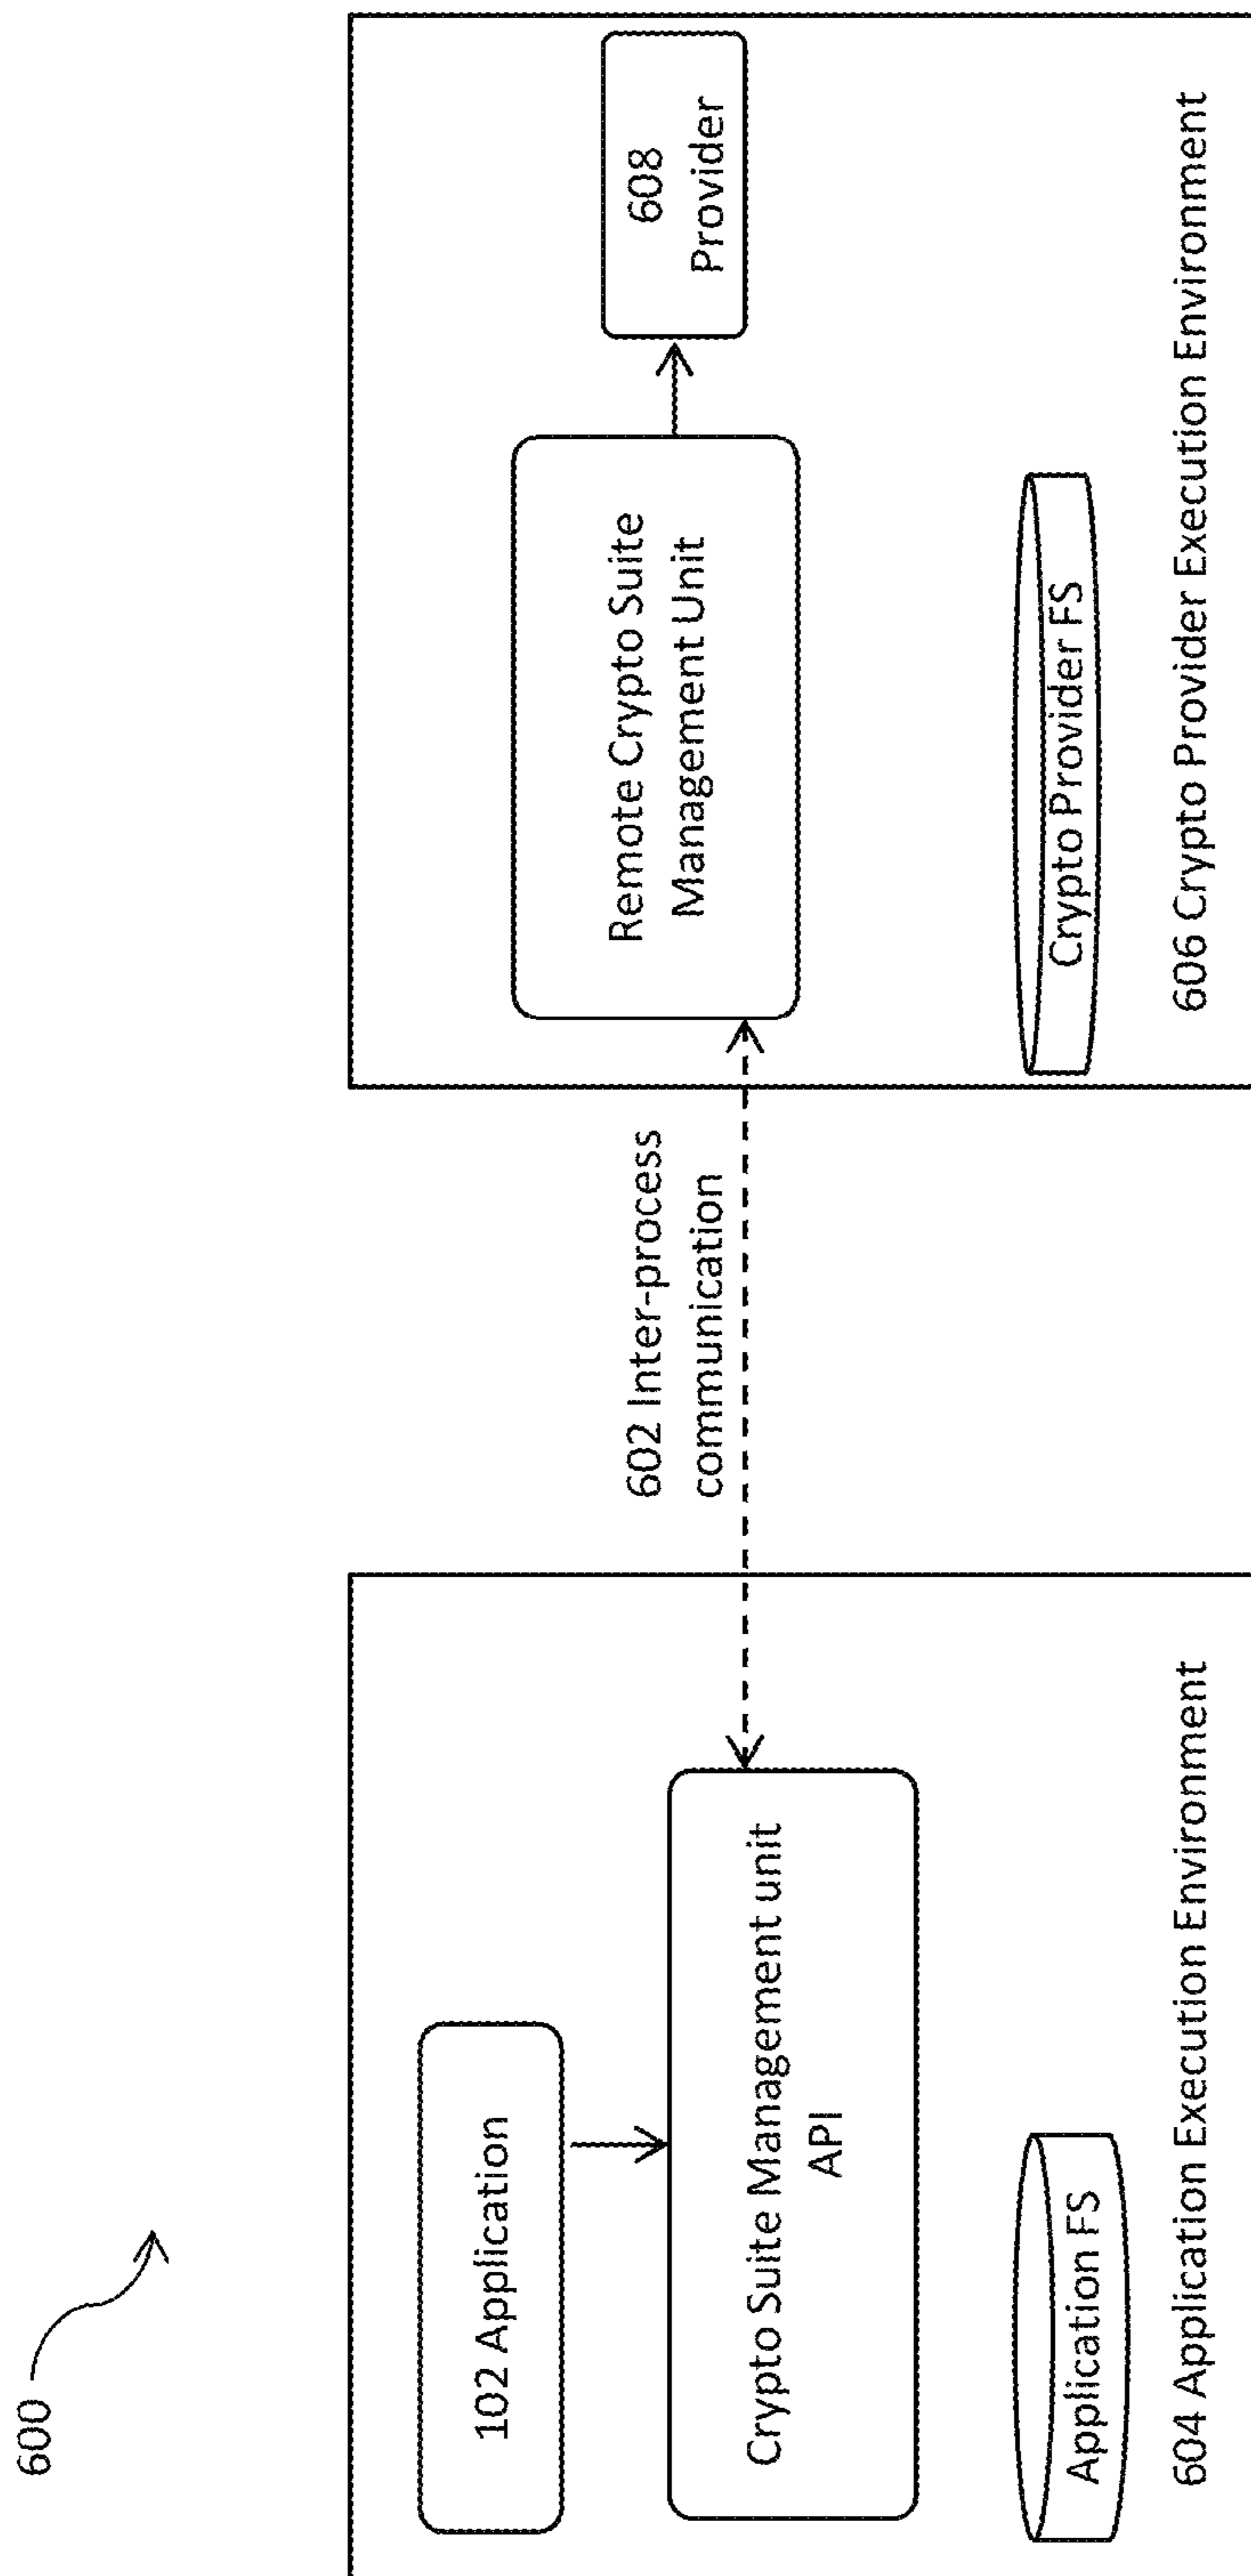 600
102 Application
Crypto Suite Management unit
API
Application FS
604 Application Execution Environment
602 Inter-process
communication
Remote Crypto Suite
Management Unit
608
Provider
Crypto Provider FS
606 Crypto Provider Execution Environment